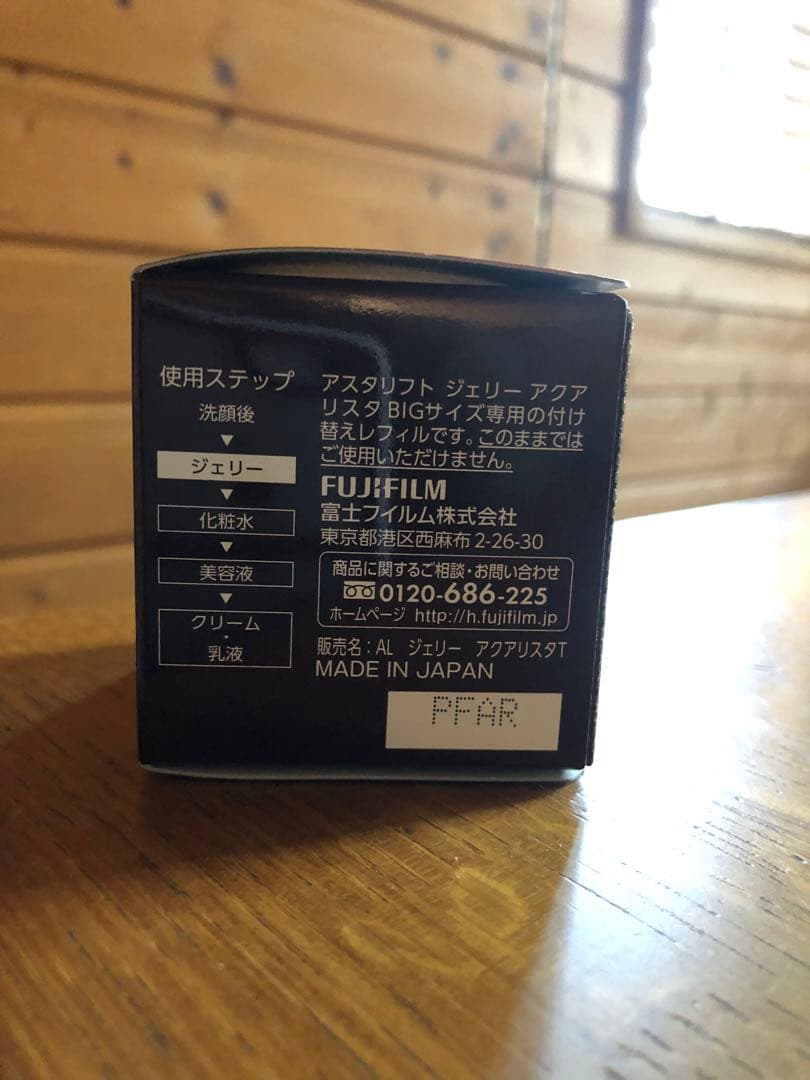 使用ステップ
洗顔後
▼
ジェリー
▼
化粧水
▼
美容液
▼
クリーム
・
乳液
アスタリフト ジェリー アクア
リスタ BIGサイズ専用の付け
替えレフィルです。このままでは
ご使用いただけません。
FUJIFILM
富士フイルム株式会社
東京都港区西麻布 2-26-30
商品に関するご相談・お問い合わせ
0120-686-225
ホームページ http://h.fujifilm.jp
販売名：AL ジェリー アクアリスタT
MADE IN JAPAN
PFAR